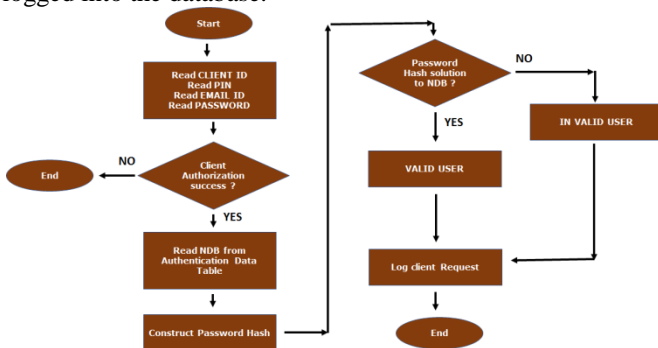 logged into the database.
Start
Read CLIENT ID
Read PIN
Read EMAIL ID
Read PASSWORD
Client
Authorization
success ?
NO
End
YES
Read NDB from
Authentication Data
Table
Construct Password Hash
Password
Hash solution
to NDB ?
NO
IN VALID USER
YES
VALID USER
Log client Request
End